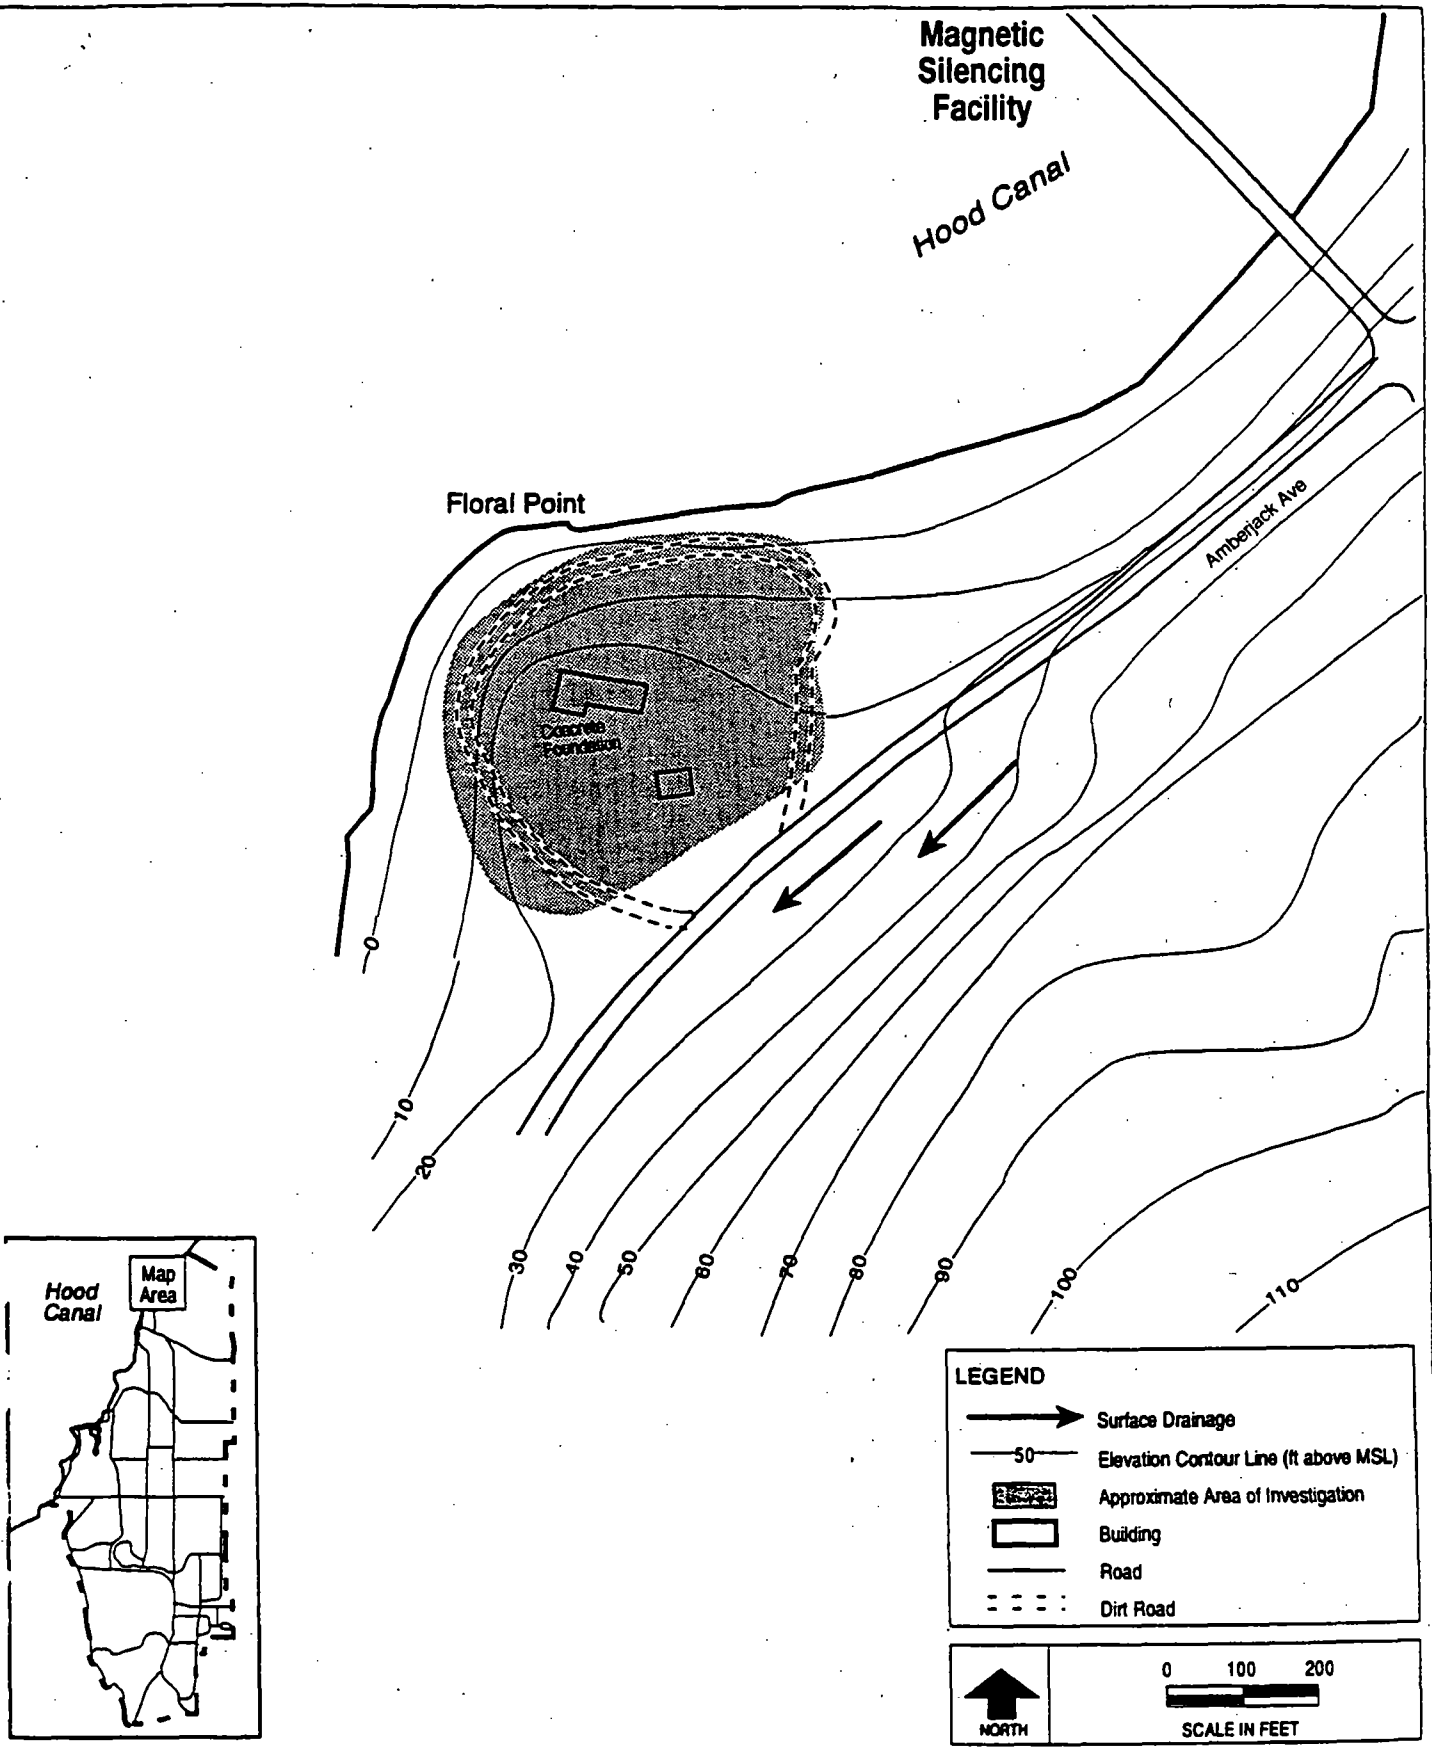 Magnetic
Silencing
Facility
Hood Canal
Floral Point
Amberjack Ave
Concrete
Foundation
0
10
20
30
40
50
60
70
80
90
100
110
Hood
Canal
Map
Area
LEGEND
Surface Drainage
50
Elevation Contour Line (ft above MSL)
Approximate Area of Investigation
Building
Road
Dirt Road
NORTH
0 100 200
SCALE IN FEET